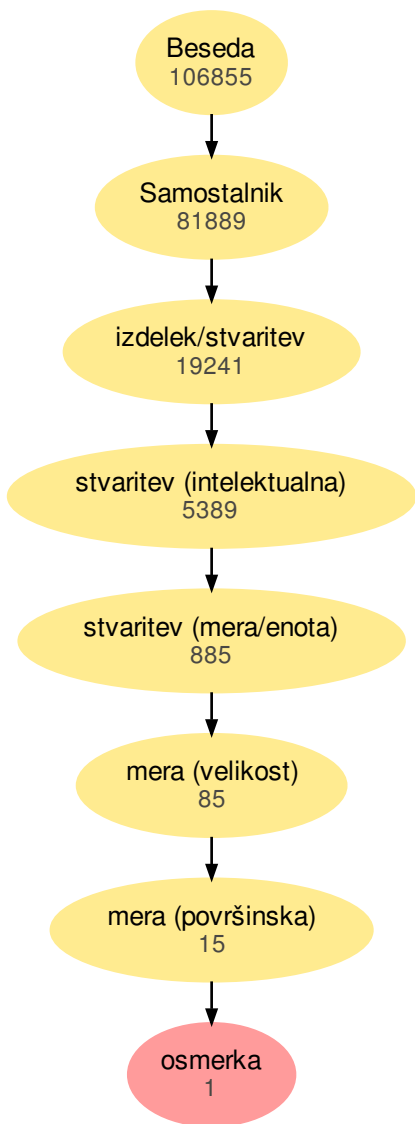 Beseda
106855
Samostalnik
81889
izdelek/stvaritev
19241
stvaritev (intelektualna)
5389
stvaritev (mera/enota)
885
mera (velikost)
85
mera (površinska)
15
osmerka
1